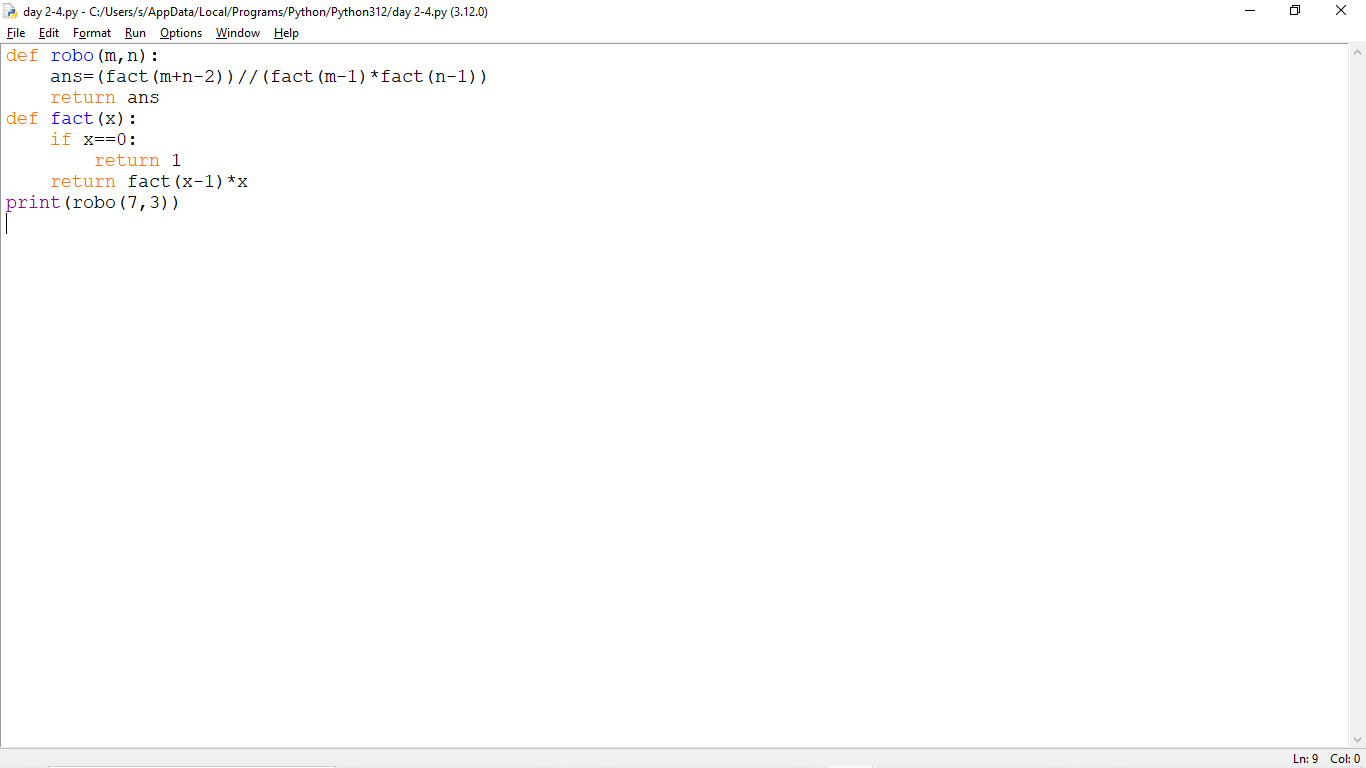 day 2-4.py - C:/Users/s/AppData/Local/Programs/Python/Python312/day 2-4.py (3.12.0)
File Edit Format Run Options Window Help
def robo(m,n):
    ans=(fact(m+n-2))//(fact(m-1)*fact(n-1))
    return ans
def fact(x):
    if x==0:
        return 1
    return fact(x-1)*x
print(robo(7,3))
Ln: 9 Col: 0